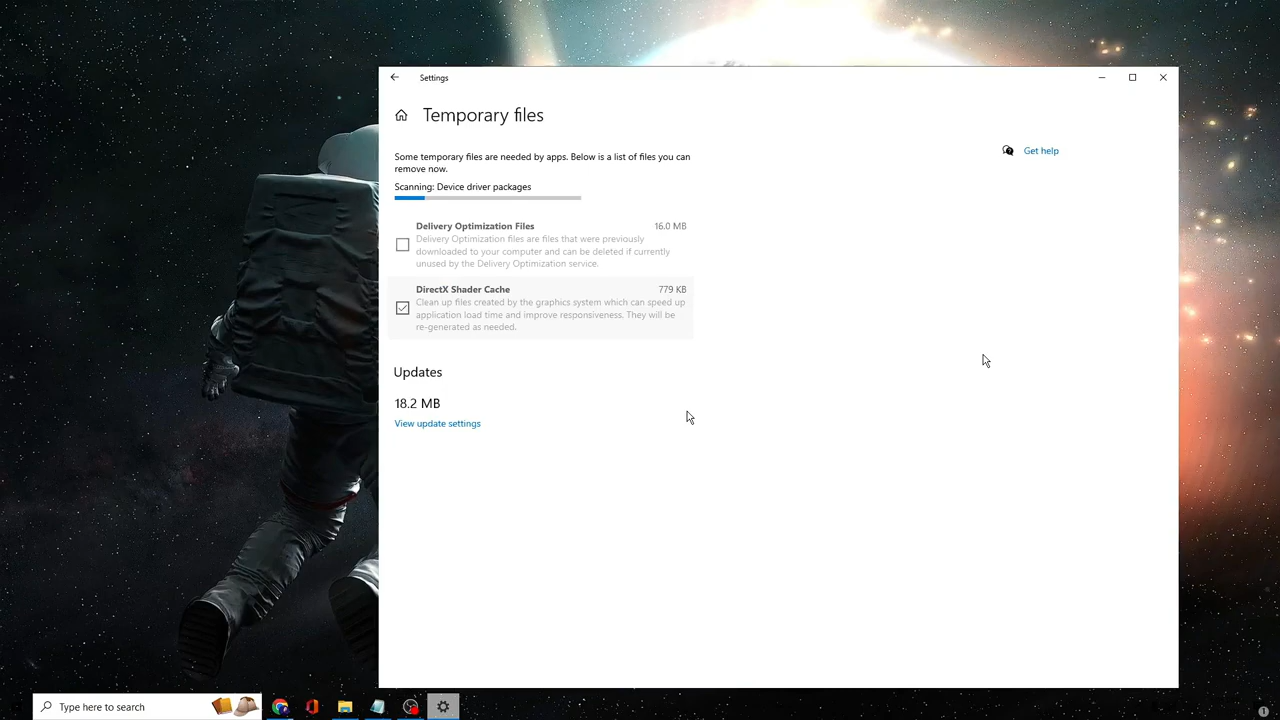 Settings
Temporary files
Some temporary files are needed by apps. Below is a list of files you can
remove now.
Get help
Scanning: Device driver packages
Delivery Optimization Files 16.0 MB
Delivery Optimization files are files that were previously
downloaded to your computer and can be deleted if currently
unused by the Delivery Optimization service.
DirectX Shader Cache 779 KB
Clean up files created by the graphics system which can speed up
application load time and improve responsiveness. They will be
re-generated as needed.
Updates
18.2 MB
View update settings
Type here to search
1